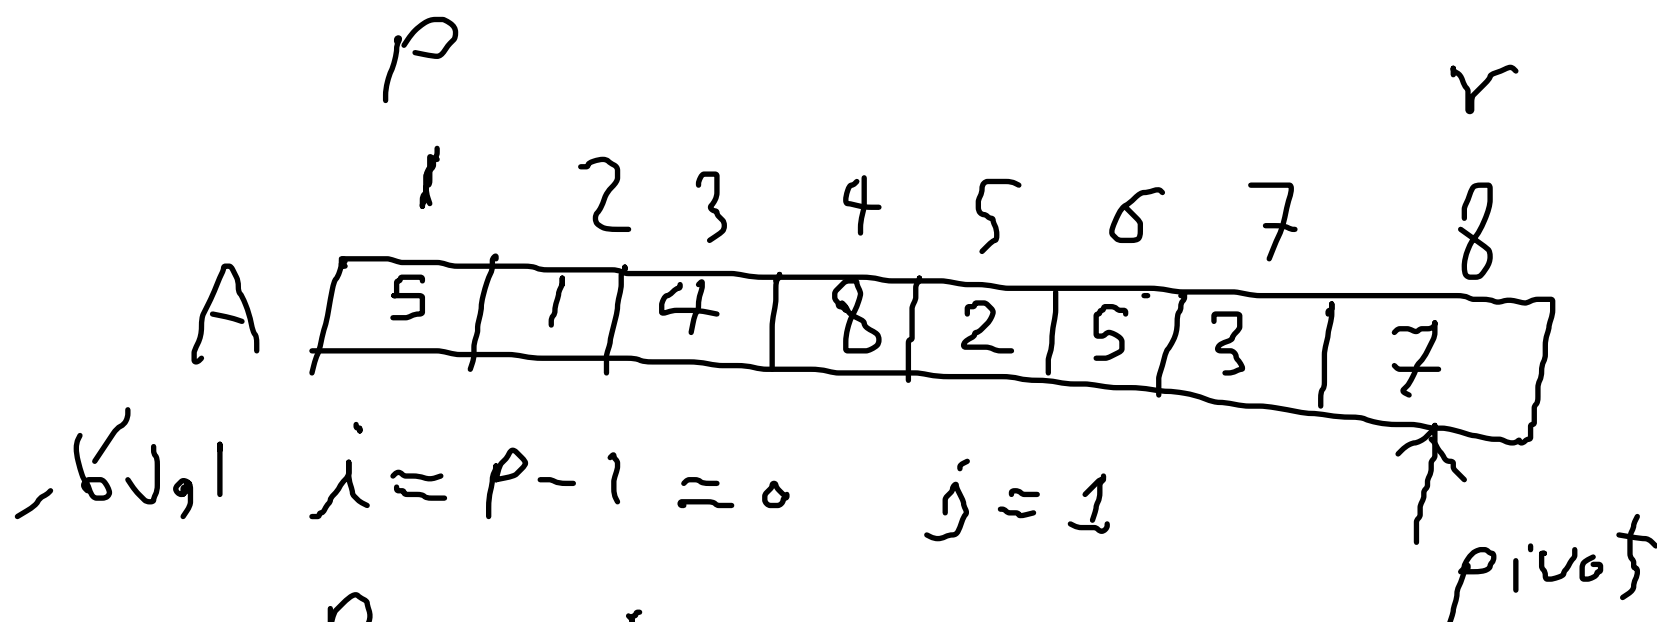 p r
1 2 3 4 5 6 7 8
A 5 1 4 8 2 5 3 7
i = p - 1 = 0 j = 1
pivot